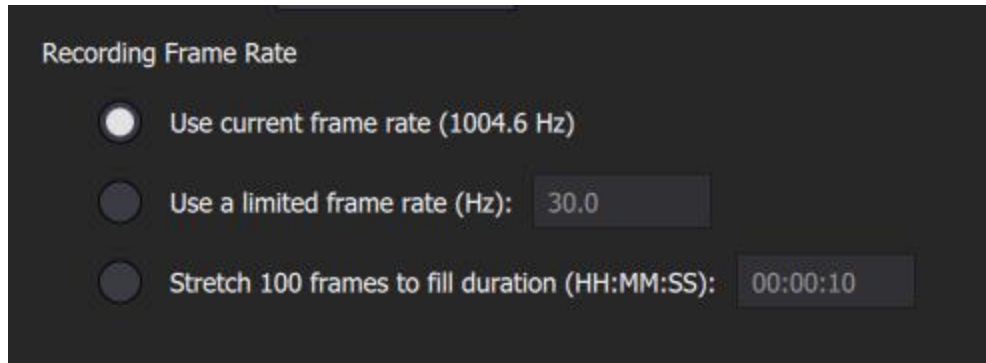 Recording Frame Rate
Use current frame rate (1004.6 Hz)
Use a limited frame rate (Hz): 30.0
Stretch 100 frames to fill duration (HH:MM:SS): 00:00:10